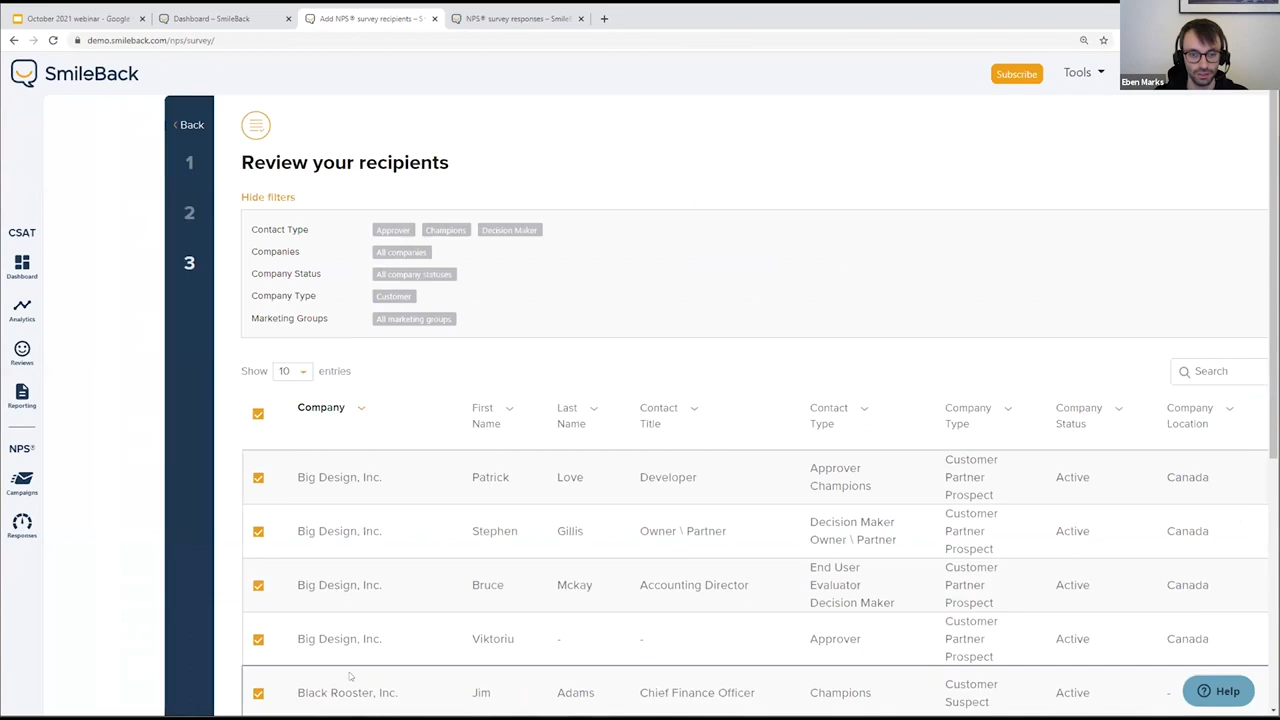 October 2021 webinar - Google
Dashboard – SmileBack
Add NPS® survey recipients – S
NPS® survey responses – SmileE
demo.smileback.com/nps/survey/
Eben Marks
SmileBack
Subscribe
Tools
Back
1
2
3
CSAT
Dashboard
Analytics
Reviews
Reporting
NPS®
Campaigns
Responses
Review your recipients
Hide filters
Contact Type Approver Champions Decision Maker
Companies All companies
Company Status All company statuses
Company Type Customer
Marketing Groups All marketing groups
Show 10 entries
Search
Company First Name Last Name Contact Title Contact Type Company Type Company Status Company Location
Big Design, Inc. Patrick Love Developer Approver Champions Customer Partner Prospect Active Canada
Big Design, Inc. Stephen Gillis Owner \ Partner Decision Maker Owner \ Partner Customer Partner Prospect Active Canada
Big Design, Inc. Bruce Mckay Accounting Director End User Evaluator Decision Maker Customer Partner Prospect Active Canada
Big Design, Inc. Viktoriu - - Approver Customer Partner Prospect Active Canada
Black Rooster, Inc. Jim Adams Chief Finance Officer Champions Customer Suspect Active -
Help